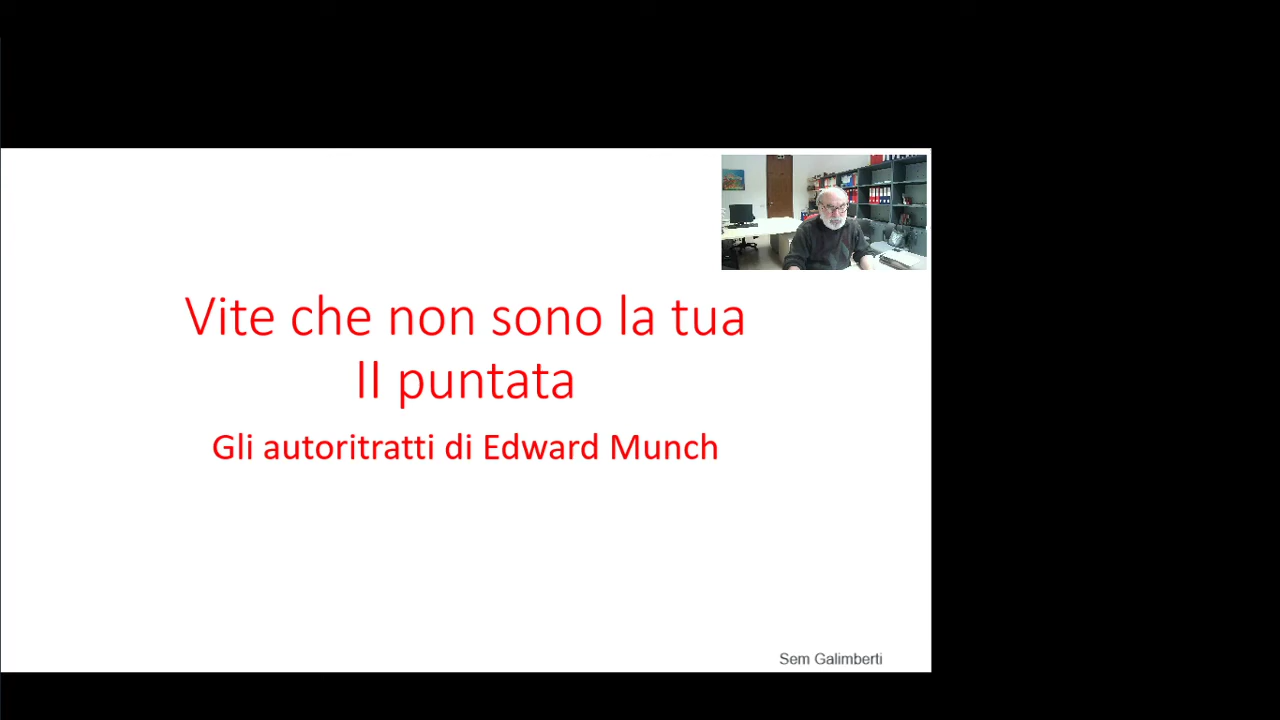 Vite che non sono la tua
II puntata
Gli autoritratti di Edward Munch
Sem Galimberti